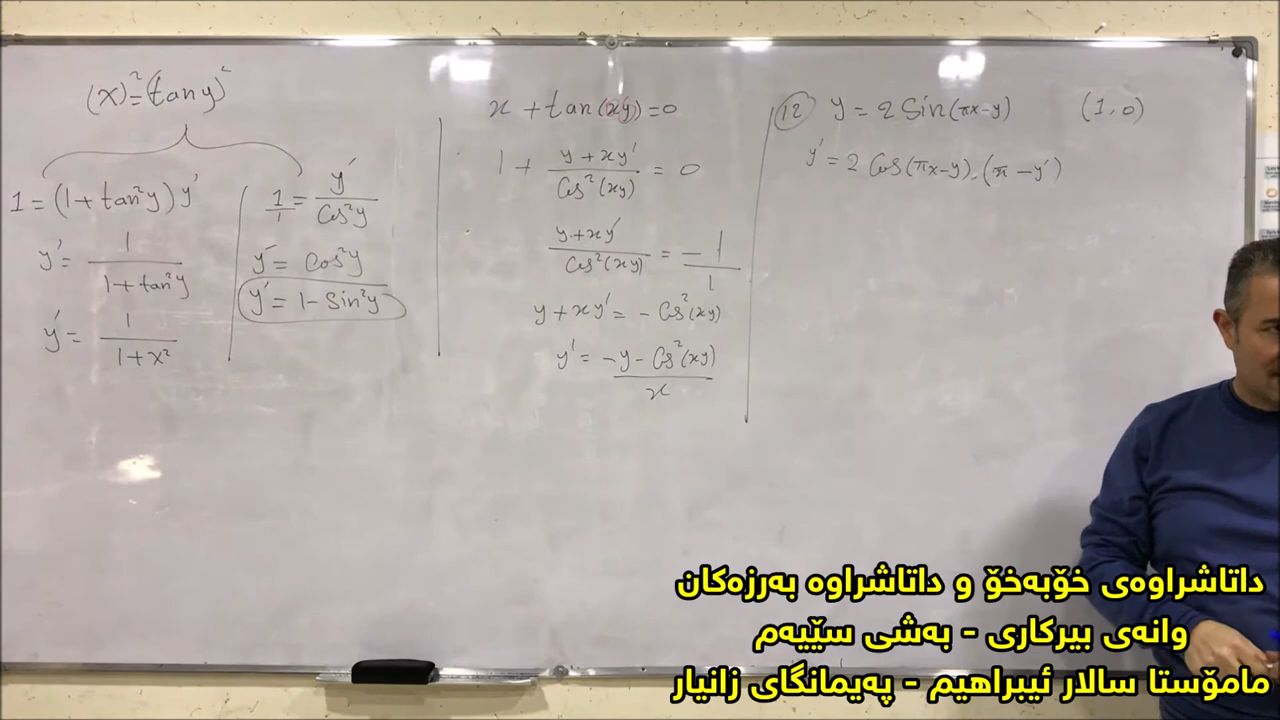 (x)² = (tan y)²
1 = (1 + tan²y) y'
y' = 1 / (1 + tan²y)
y' = 1 / (1 + x²)
1/1 = y' / Cos²y
y' = Cos²y
y' = 1 - Sin²y
x + tan(xy) = 0
1 + (y + xy') / Cos²(xy) = 0
(y + xy') / Cos²(xy) = -1/1
y + xy' = - Cos²(xy)
y' = (-y - Cos²(xy)) / x
12 y = 2 Sin(πx-y) (1,0)
y' = 2 Cos(πx-y) . (π - y')
داتاشراوەی خۆبەخۆ و داتاشراوە بەرزەکان
وانەی بیرکاری - بەشی سێیەم
مامۆستا سالار ئیبراهیم - پەیمانگای زانیار